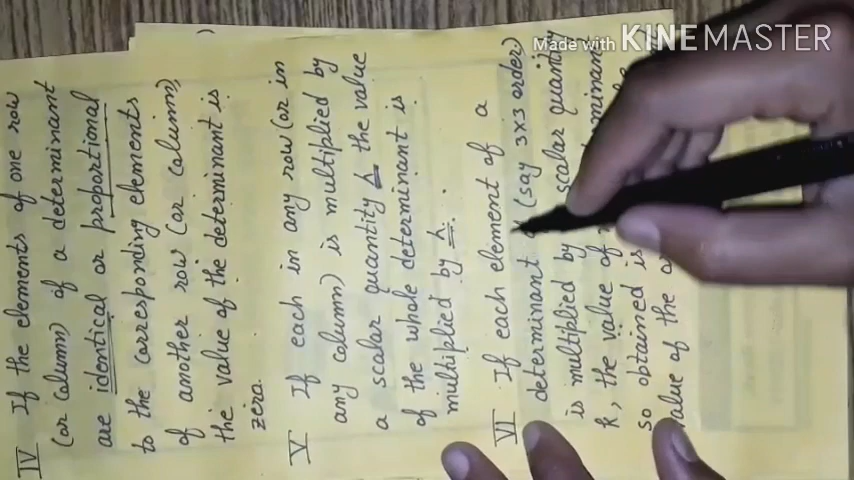 Made with KINEMASTER
IV If the elements of one row
(or column) of a determinant
are identical or proportional
to the corresponding elements
of another row (or column),
the value of the determinant is
zero.
V If each in any row (or in
any column) is multiplied by
a scalar quantity the value
of the whole determinant is
multiplied by
VI If each element of a
determinant (say 3x3 order)
is multiplied by scalar quantity
k, the value of
so obtained is
value of the